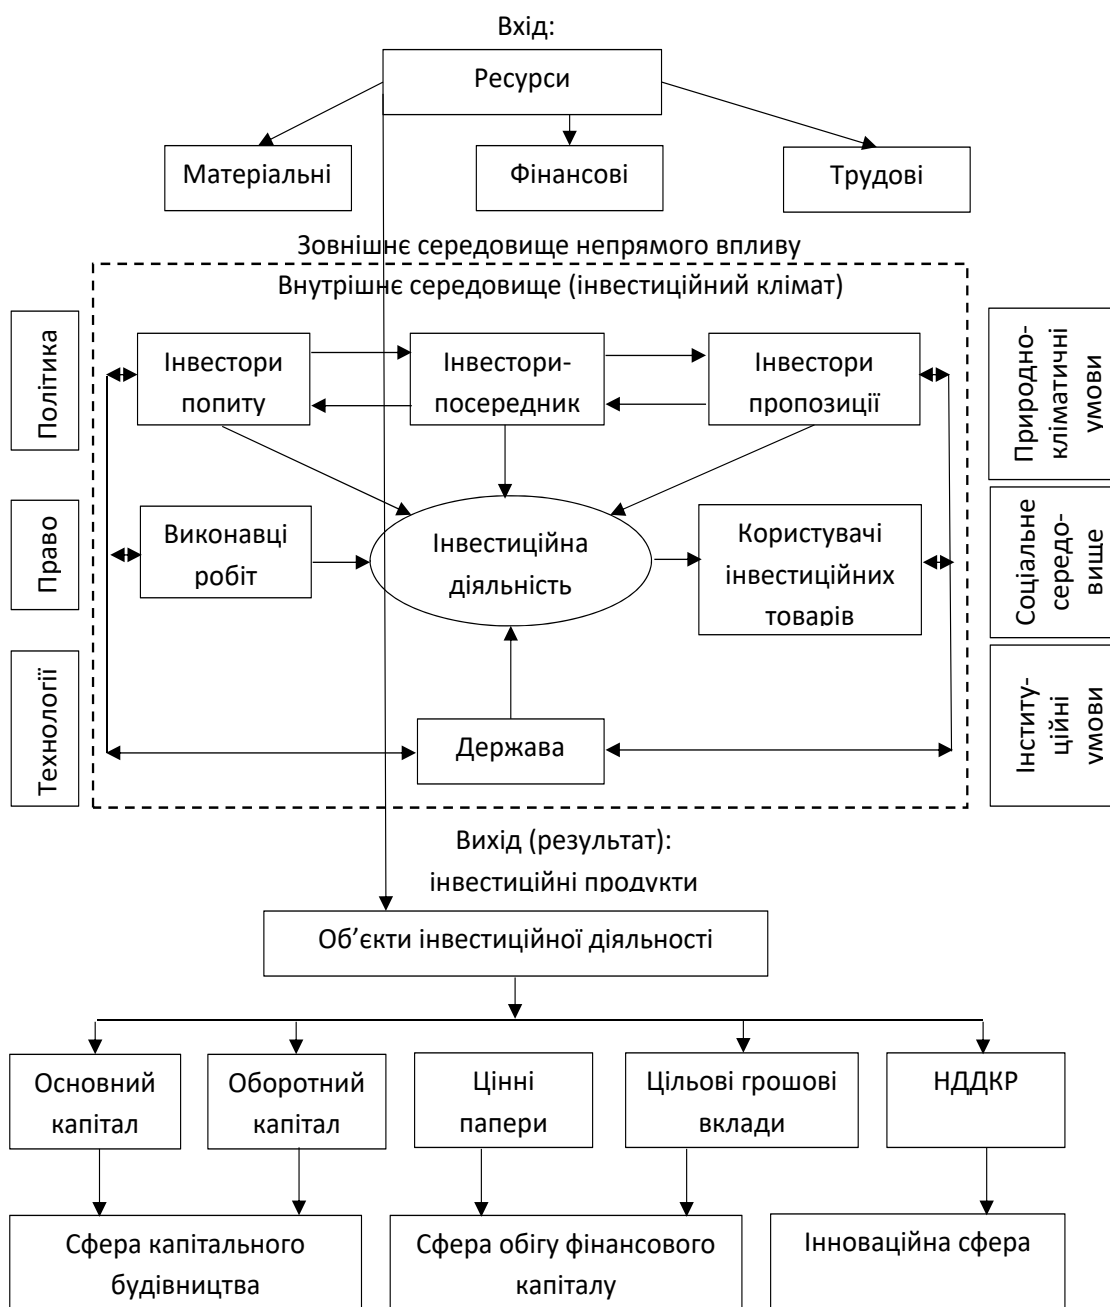 Вхід:
Ресурси
Матеріальні
Фінансові
Трудові
Зовнішнє середовище непрямого впливу
Внутрішнє середовище (інвестиційний клімат)
Політика
Право
Технології
Інвестори
попиту
Інвестори-
посередник
Інвестори
пропозиції
Виконавці
робіт
Інвестиційна
діяльність
Користувачі
інвестиційних
товарів
Держава
Природно-
кліматичні
умови
Соціальне
середо-
вище
Інститу-
ційні
умови
Вихід (результат):
інвестиційні продукти
Об’єкти інвестиційної діяльності
Основний
капітал
Оборотний
капітал
Цінні
папери
Цільові грошові
вклади
НДДКР
Сфера капітального
будівництва
Сфера обігу фінансового
капіталу
Інноваційна сфера